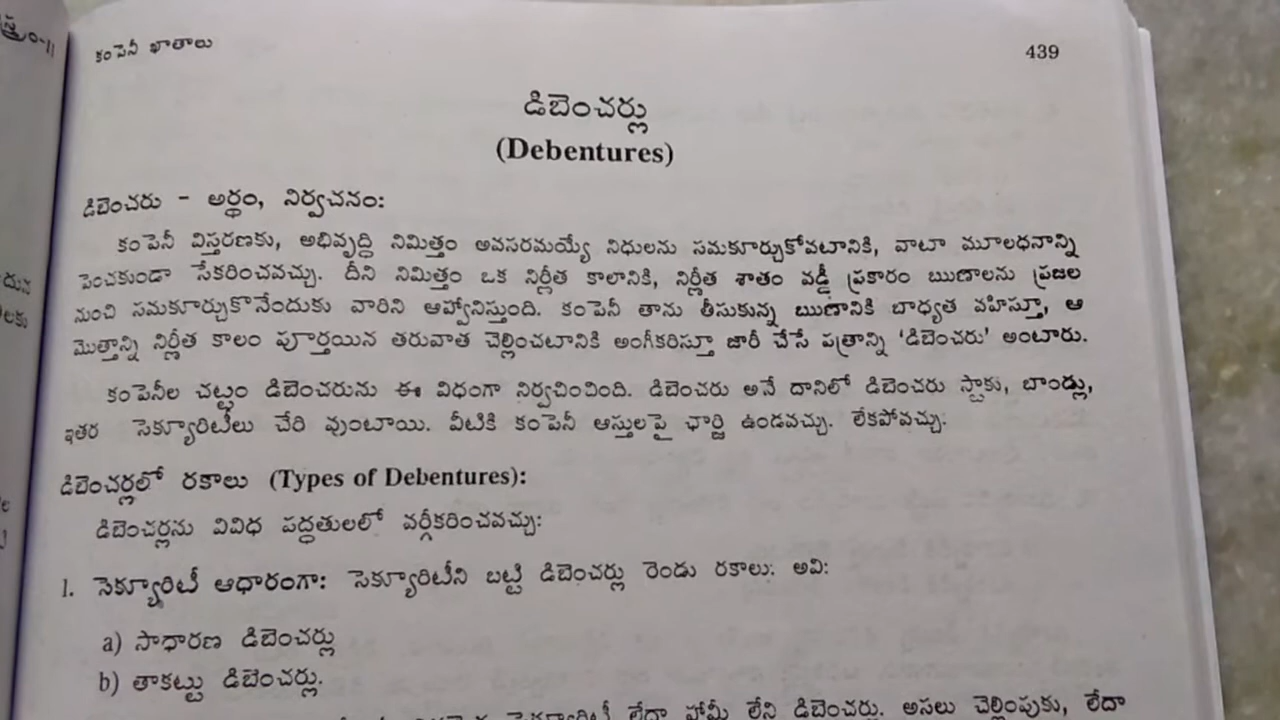 కంపెనీ ఖాతాలు
439
డిబెంచర్లు
(Debentures)
డిబెంచరు - అర్థం, నిర్వచనం:
కంపెనీ విస్తరణకు, అభివృద్ధి నిమిత్తం అవసరమయ్యే నిధులను సమకూర్చుకోవటానికి, వాటా మూలధనాన్ని
పెంచకుండా సేకరించవచ్చు. దీని నిమిత్తం ఒక నిర్ణీత కాలానికి, నిర్ణీత శాతం వడ్డీ ప్రకారం ఋణాలను ప్రజల
నుంచి సమకూర్చుకొనేందుకు వారిని ఆహ్వానిస్తుంది. కంపెనీ తాను తీసుకున్న ఋణానికి బాధ్యత వహిస్తూ, ఆ
మొత్తాన్ని నిర్ణీత కాలం పూర్తయిన తరువాత చెల్లించటానికి అంగీకరిస్తూ జారీ చేసే పత్రాన్ని ‘డిబెంచరు’ అంటారు.
కంపెనీల చట్టం డిబెంచరును ఈ విధంగా నిర్వచించింది. డిబెంచరు అనే దానిలో డిబెంచరు స్టాకు, బాండ్లు,
ఇతర సెక్యూరిటీలు చేరి వుంటాయి. వీటికి కంపెనీ ఆస్తులపై ఛార్జి ఉండవచ్చు. లేకపోవచ్చు.
డిబెంచర్లలో రకాలు (Types of Debentures):
డిబెంచర్లను వివిధ పద్ధతులలో వర్గీకరించవచ్చు:
1. సెక్యూరిటీ ఆధారంగా: సెక్యూరిటీని బట్టి డిబెంచర్లు రెండు రకాలు. అవి:
a) సాధారణ డిబెంచర్లు
b) తాకట్టు డిబెంచర్లు.
సెక్యూరిటీ లేదా హామీ లేని డిబెంచర్లు. అసలు చెల్లింపుకు, లేదా